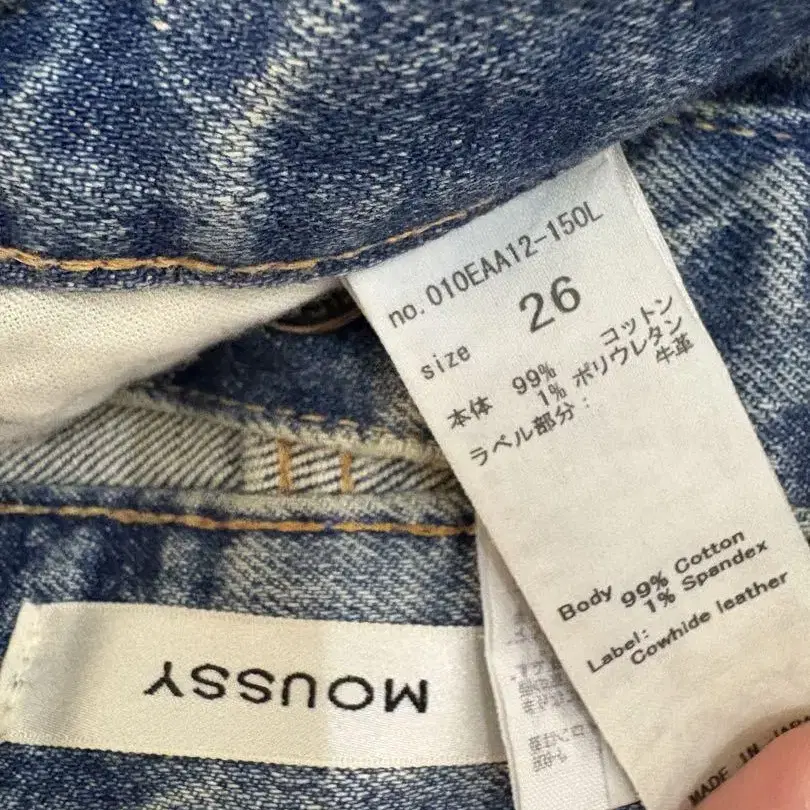 no. 010EAA12-150L
size 26
本体 99% コットン
1% ポリウレタン
ラベル部分： 牛革
Body 99% Cotton
1% Spandex
Label:
Cowhide leather
MADE IN
MOUSSY